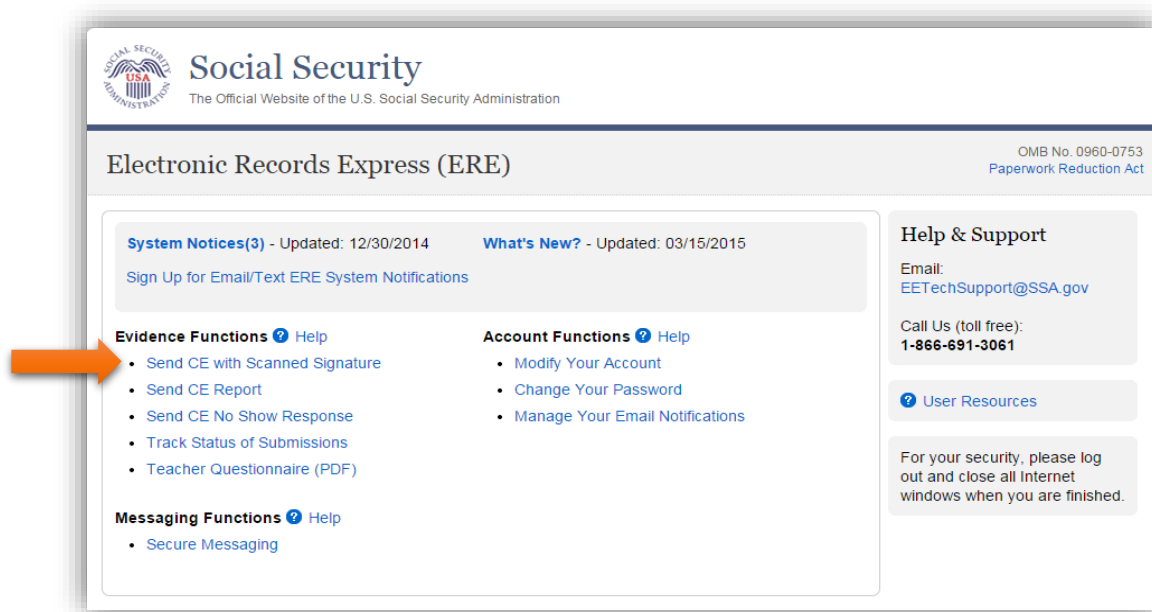 SOCIAL SECURITY
USA
ADMINISTRATION
Social Security
The Official Website of the U.S. Social Security Administration
Electronic Records Express (ERE)
OMB No. 0960-0753
Paperwork Reduction Act
System Notices(3) - Updated: 12/30/2014
What's New? - Updated: 03/15/2015
Sign Up for Email/Text ERE System Notifications
Evidence Functions ? Help
• Send CE with Scanned Signature
• Send CE Report
• Send CE No Show Response
• Track Status of Submissions
• Teacher Questionnaire (PDF)
Messaging Functions ? Help
• Secure Messaging
Account Functions ? Help
• Modify Your Account
• Change Your Password
• Manage Your Email Notifications
Help & Support
Email:
EETechSupport@SSA.gov
Call Us (toll free):
1-866-691-3061
? User Resources
For your security, please log
out and close all Internet
windows when you are finished.